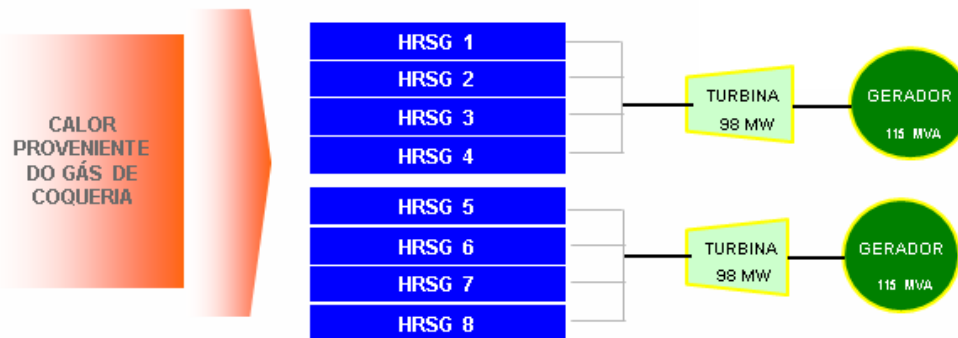 CALOR
PROVENIENTE
DO GÁS DE
COQUERIA
HRSG 1
HRSG 2
HRSG 3
HRSG 4
TURBINA
98 MW
GERADOR
115 MVA
HRSG 5
HRSG 6
HRSG 7
HRSG 8
TURBINA
98 MW
GERADOR
115 MVA